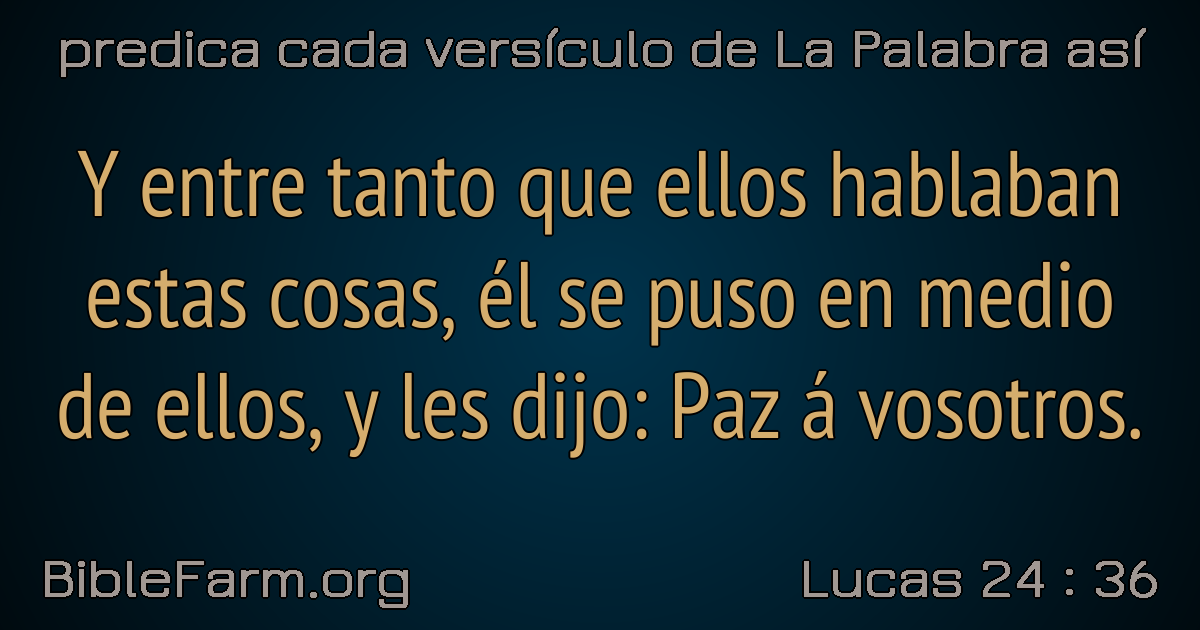 predica cada versículo de La Palabra así
Y entre tanto que ellos hablaban
estas cosas, él se puso en medio
de ellos, y les dijo: Paz á vosotros.
BibleFarm.org
Lucas 24 : 36